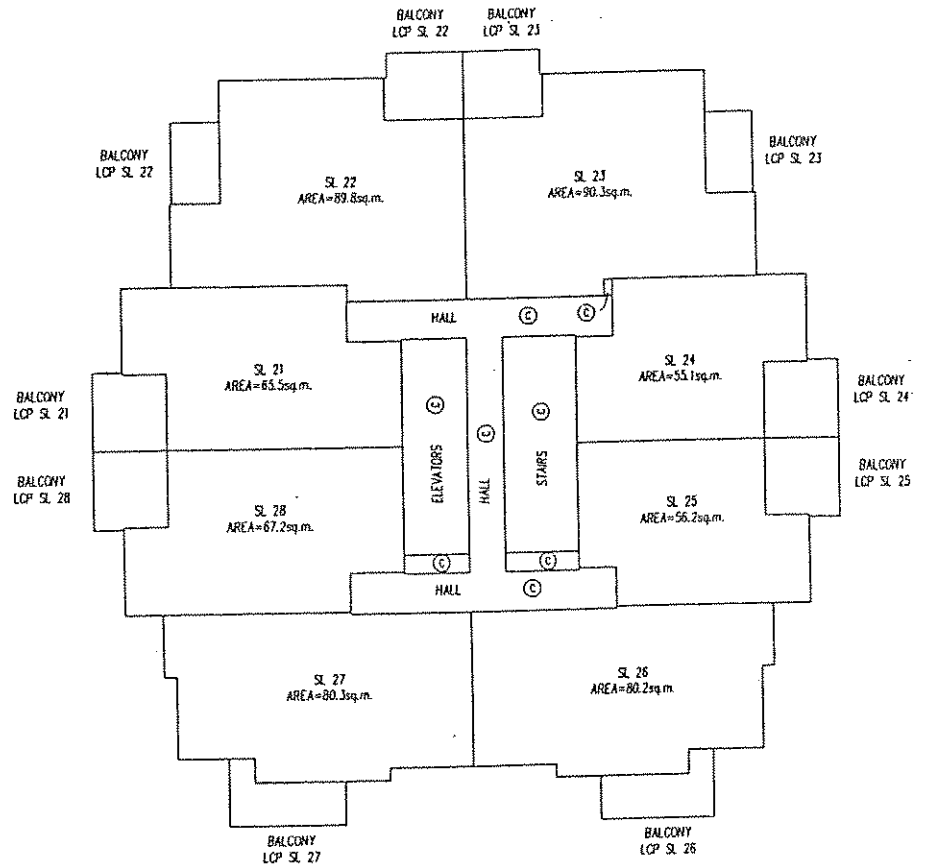 BALCONY
LCP SL 22
BALCONY
LCP SL 23
BALCONY
LCP SL 22
BALCONY
LCP SL 23
SL 22
AREA=89.8sq.m.
SL 23
AREA=90.3sq.m.
HALL
C
C
SL 21
AREA=65.5sq.m.
SL 24
AREA=55.1sq.m.
BALCONY
LCP SL 21
BALCONY
LCP SL 24
C
ELEVATORS
C
HALL
C
STAIRS
BALCONY
LCP SL 28
BALCONY
LCP SL 25
SL 28
AREA=67.2sq.m.
SL 25
AREA=56.2sq.m.
C
C
HALL
C
SL 27
AREA=80.3sq.m.
SL 26
AREA=80.2sq.m.
BALCONY
LCP SL 27
BALCONY
LCP SL 26